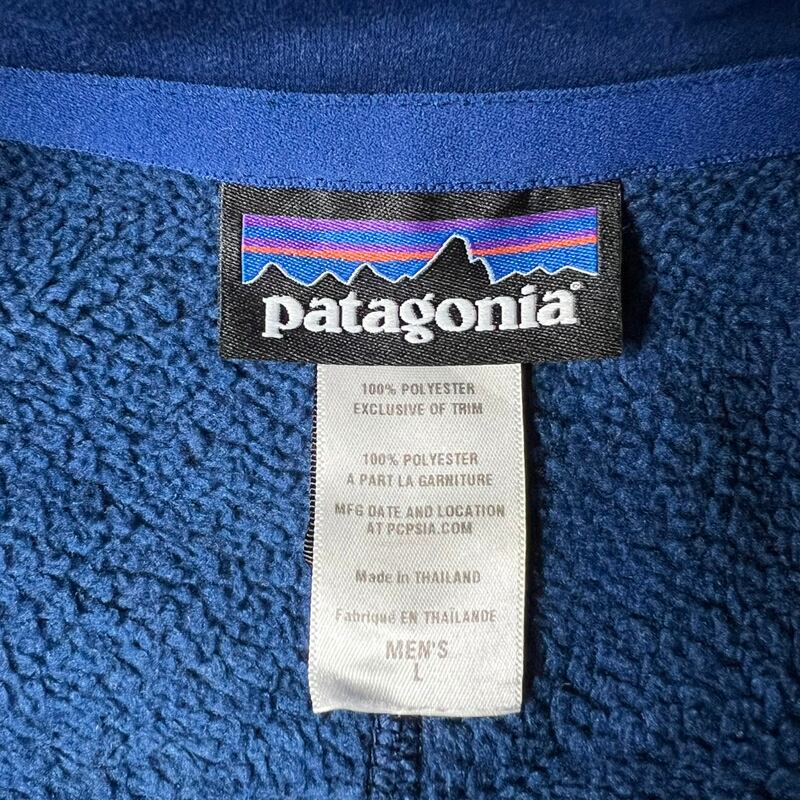 patagonia®
100% POLYESTER
EXCLUSIVE OF TRIM
100% POLYESTER
A PART LA GARNITURE
MFG DATE AND LOCATION
AT PCPSIA.COM
Made in THAILAND
Fabriqué EN THAÏLANDE
MEN'S
L